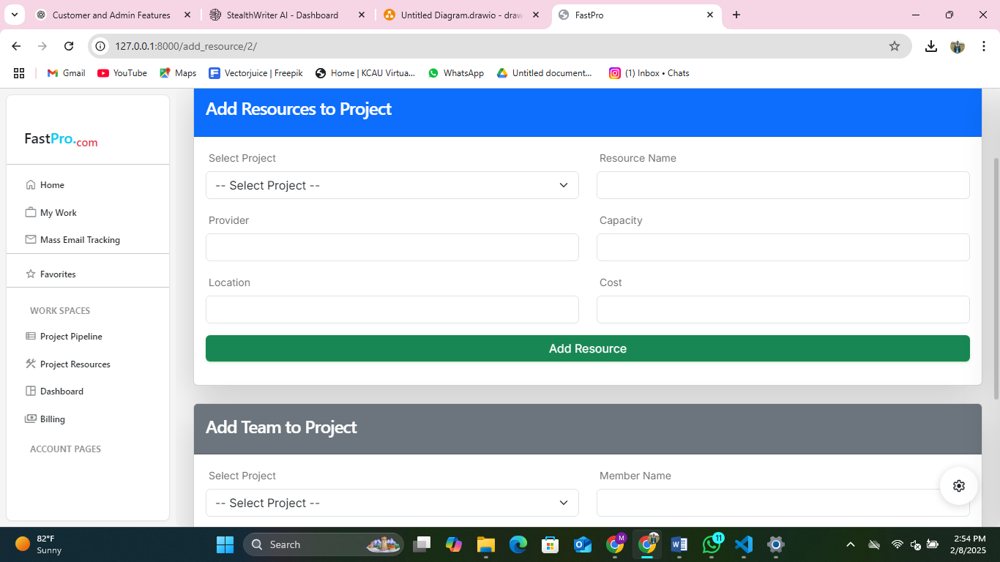 Customer and Admin Features
StealthWriter AI - Dashboard
Untitled Diagram.drawio - draw
FastPro
127.0.0.1:8000/add_resource/2/
Gmail
YouTube
Maps
Vectorjuice | Freepik
Home | KCAU Virtua...
WhatsApp
Untitled document...
(1) Inbox • Chats
FastPro.com
Home
My Work
Mass Email Tracking
Favorites
WORK SPACES
Project Pipeline
Project Resources
Dashboard
Billing
ACCOUNT PAGES
Add Resources to Project
Select Project
Resource Name
-- Select Project --
Provider
Capacity
Location
Cost
Add Resource
Add Team to Project
Select Project
Member Name
-- Select Project --
82°F
Sunny
Search
M
11
2:54 PM
2/8/2025